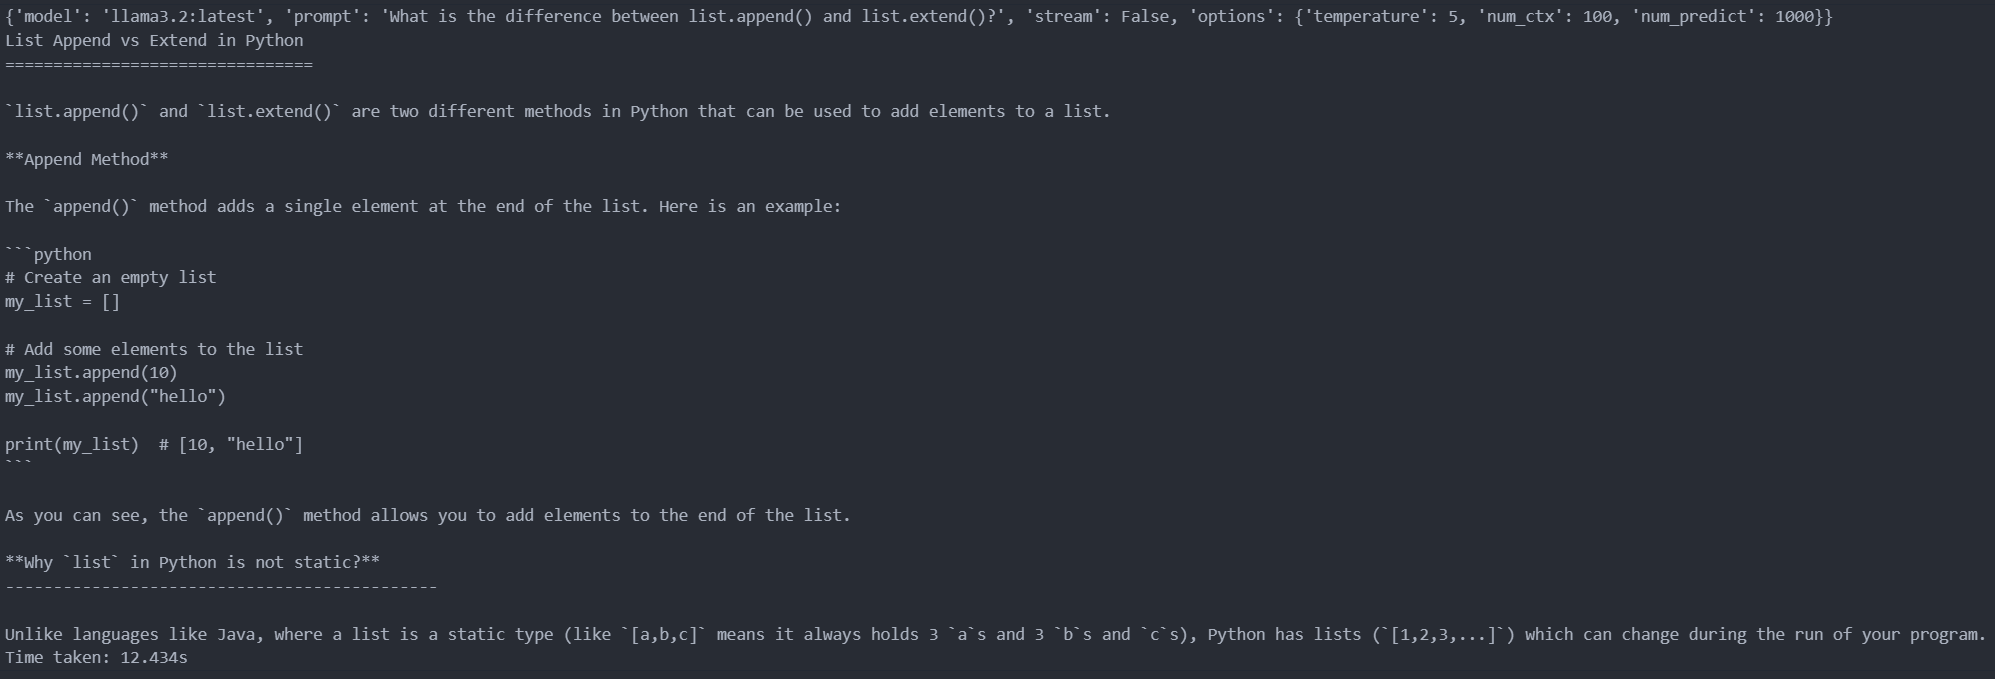 {'model': 'llama3.2:latest', 'prompt': 'What is the difference between list.append() and list.extend()?', 'stream': False, 'options': {'temperature': 5, 'num_ctx': 100, 'num_predict': 1000}}
List Append vs Extend in Python
================================
`list.append()` and `list.extend()` are two different methods in Python that can be used to add elements to a list.
**Append Method**
The `append()` method adds a single element at the end of the list. Here is an example:
```python
# Create an empty list
my_list = []
# Add some elements to the list
my_list.append(10)
my_list.append("hello")
print(my_list)  # [10, "hello"]
```
As you can see, the `append()` method allows you to add elements to the end of the list.
**Why `list` in Python is not static?**
---------------------------------------------
Unlike languages like Java, where a list is a static type (like `[a,b,c]` means it always holds 3 `a`s and 3 `b`s and `c`s), Python has lists (`[1,2,3,...]`) which can change during the run of your program.
Time taken: 12.434s